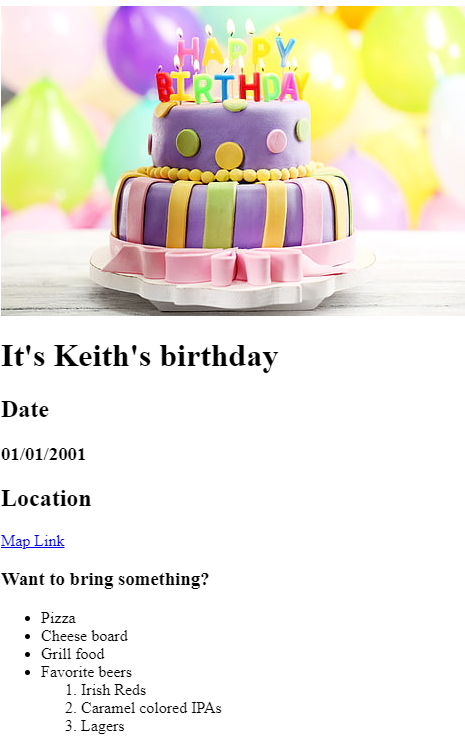 HAPPY
BIRTHDAY
It's Keith's birthday
Date
01/01/2001
Location
Map Link
Want to bring something?
• Pizza
• Cheese board
• Grill food
• Favorite beers
1. Irish Reds
2. Caramel colored IPAs
3. Lagers